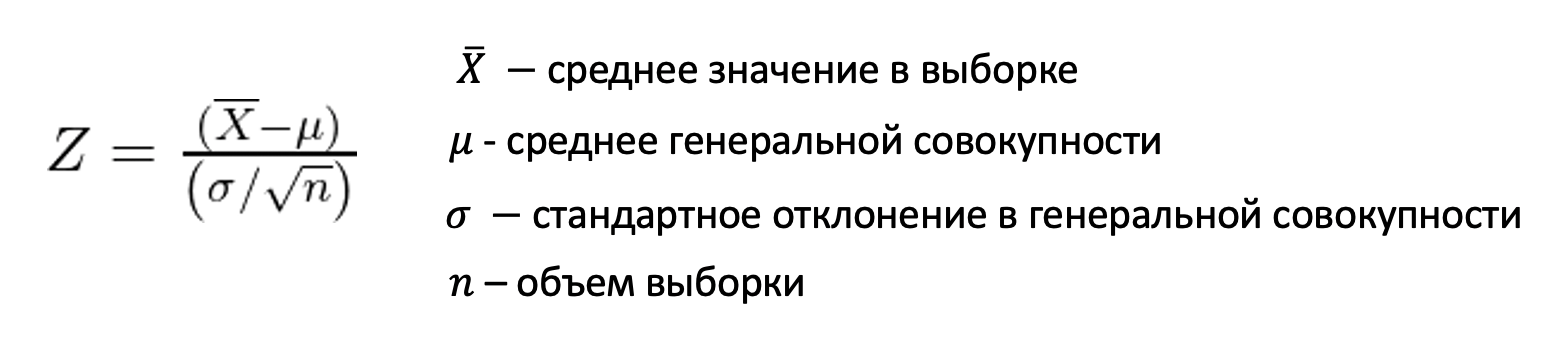 Z = (X̅−μ) / (σ/√n)
X̄ — среднее значение в выборке
μ - среднее генеральной совокупности
σ — стандартное отклонение в генеральной совокупности
n – объем выборки